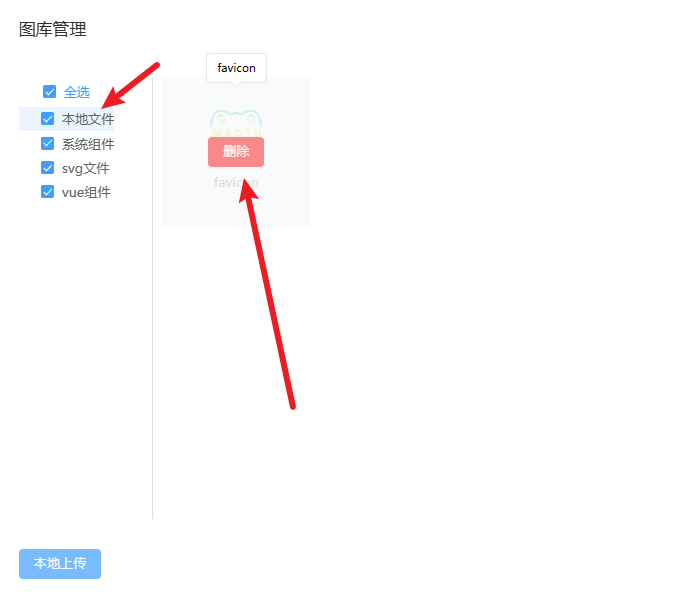 图库管理
全选
本地文件
系统组件
svg文件
vue组件
favicon
删除
favicon
本地上传